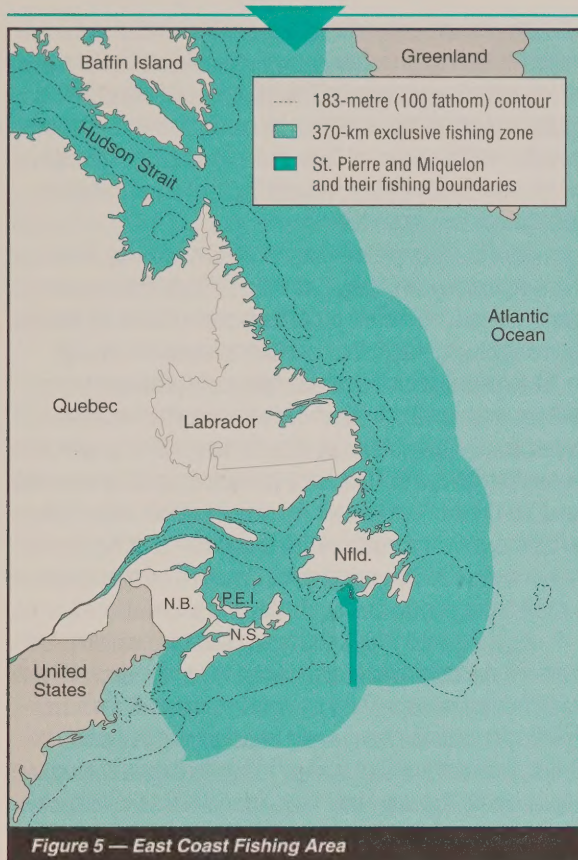 Baffin Island
Greenland
183-metre (100 fathom) contour
370-km exclusive fishing zone
St. Pierre and Miquelon
and their fishing boundaries
Hudson Strait
Atlantic
Ocean
Quebec
Labrador
Nfld.
N.B.
P.E.I.
N.S.
United
States
Figure 5 — East Coast Fishing Area